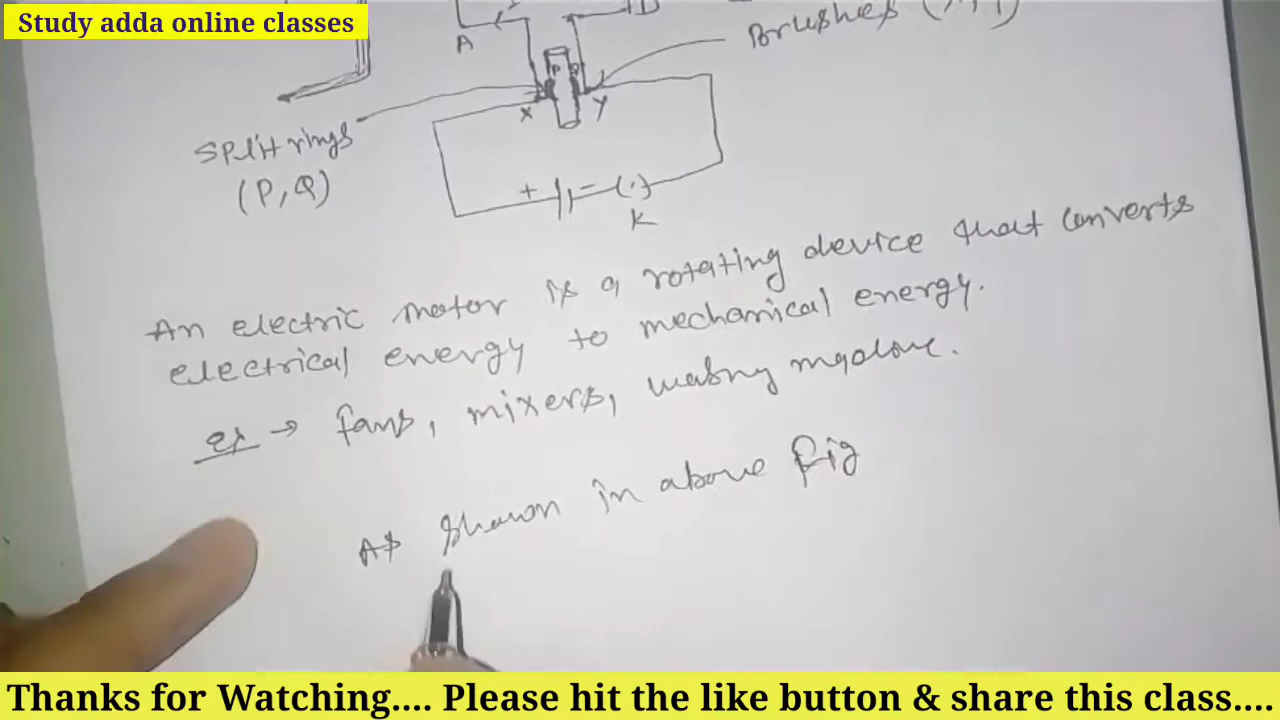 Study adda online classes
A
D
Brushes (X, Y)
P
X
Y
Split rings
(P, Q)
+
-
(·)
K
An electric motor is a rotating device that converts
electrical energy to mechanical energy.
ex → fans, mixers,
As shown in above fig
Thanks for Watching.... Please hit the like button & share this class....